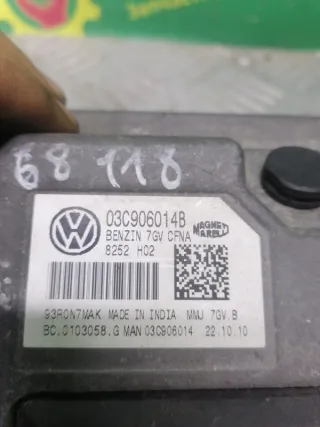 68 118
03C906014B
BENZIN 7GV CFNA
8252 H02
MAGNETI
MARELLI
93RON7MAK MADE IN INDIA MMJ 7GV.B
BC.0103058.G MAN 03C906014 22.10.10